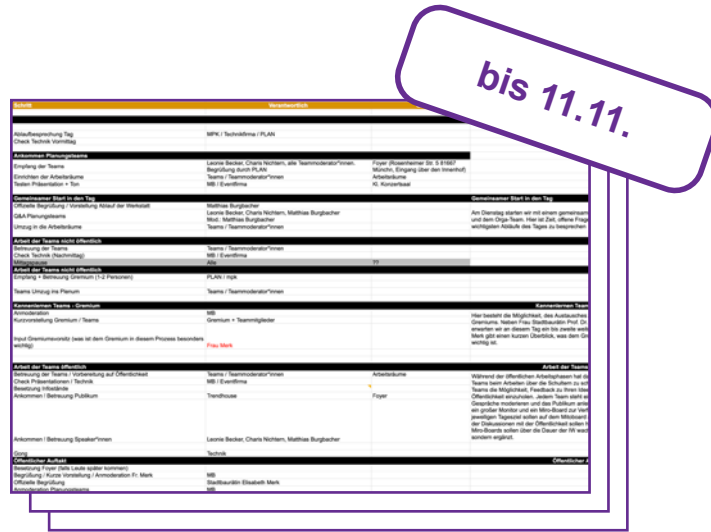 bis 11.11.
Schritt Verantwortlich
Ablaufbesprechung Tag MPK / Technikfirma / PLAN
Check Technik Vormittag
Ankommen Planungsteams
Empfang der Teams Leonie Becker, Charis Nichtern, alle Teammoderator*innen. Foyer (Rosenheimer Str. 5 81667
Begrüßung durch PLAN Münchn, Eingang über den Innenhof)
Einrichten der Arbeitsräume Teams / Teammoderator*innen Arbeitsräume
Testen Präsentation + Ton MB / Eventfirma Kl. Konzertsaal
Gemeinsamer Start in den Tag Gemeinsamer Start in den Tag
Offizielle Begrüßung / Vorstellung Ablauf der Werkstatt Matthias Burgbacher
Q&A Planungsteams Leonie Becker, Charis Nichtern, Matthias Burgbacher Am Dienstag starten wir mit einem gemeinsam
Mod.: Matthias Burgbacher und dem Orga-Team. Hier ist Zeit, offene Frage
Umzug in die Arbeitsräume Teams / Teammoderator*innen wichtigsten Abläufe des Tages zu besprechen
Arbeit der Teams nicht öffentlich
Betreuung der Teams Teams / Teammoderator*innen
Check Technik (Nachmittag) MB / Eventfirma
Mittagspause Alle ??
Arbeit der Teams nicht öffentlich
Empfang + Betreuung Gremium (1-2 Personen) PLAN / mpk
Teams Umzug ins Plenum Teams / Teammoderator*innen
Kennenlernen Teams - Gremium Kennenlernen Team
Anmoderation MB
Kurzvorstellung Gremium / Teams Gremium + Teammitglieder
Hier besteht die Möglichkeit, des Austausches
Gremiums. Neben Frau Stadtbaurätin Prof. Dr.
erwarten wir an diesem Tag ein bis zweite weit
Input Gremiumsvorsitz (was ist dem Gremium in diesem Prozess besonders wichtig) Frau Merk
Merk gibt einen kurzen Überblick, was dem Gr
wichtig ist.
Arbeit der Teams öffentlich Arbeit der Teams
Betreuung der Teams / Vorbereitung auf Öffentlichkeit Teams / Teammoderator*innen Arbeitsräume
Check Präsentationen / Technik MB / Eventfirma
Besetzung Infostände
Ankommen / Betreuung Publikum Trendhouse Foyer
Während der öffentlichen Arbeitsphasen hat da
Teams beim Arbeiten über die Schultern zu sch
Teams die Möglichkeit, Feedback zu ihren Idee
Öffentlichkeit einzuholen. Jedem Team steht e
Gespräche moderieren und das Publikum anlei
ein großer Monitor und ein Miro-Board zur Verf
jeweiligen Tagesziel sollen auf dem Miroboard
der Diskussionen mit der Öffentlichkeit sollen h
Miro-Boards sollen über die Dauer der IW wach
sondern ergänzt.
Ankommen / Betreuung Speaker*innen Leonie Becker, Charis Nichtern, Matthias Burgbacher
Gong Technik
Öffentlicher Auftakt Öffentlicher A
Besetzung Foyer (falls Leute später kommen)
Begrüßung / Kurze Vorstellung / Anmoderation Fr. Merk MB
Offizielle Begrüßung Stadtbaurätin Elisabeth Merk
Anmoderation Planungsteams MB